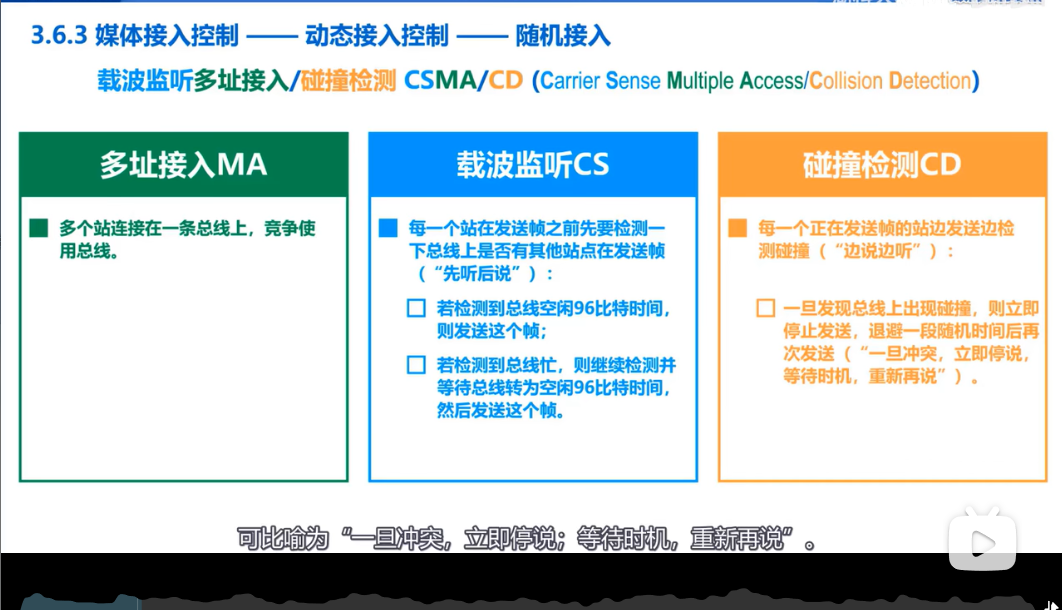 3.6.3 媒体接入控制 —— 动态接入控制 —— 随机接入
载波监听多址接入/碰撞检测 CSMA/CD (Carrier Sense Multiple Access/Collision Detection)
多址接入MA
多个站连接在一条总线上，竞争使
用总线。
载波监听CS
每一个站在发送帧之前先要检测一
下总线上是否有其他站点在发送帧
（“先听后说”）：
若检测到总线空闲96比特时间，
则发送这个帧；
若检测到总线忙，则继续检测并
等待总线转为空闲96比特时间，
然后发送这个帧。
碰撞检测CD
每一个正在发送帧的站边发送边检
测碰撞（“边说边听”）：
一旦发现总线上出现碰撞，则立即
停止发送，退避一段随机时间后再
次发送（“一旦冲突，立即停说，
等待时机，重新再说”）。
可比喻为“一旦冲突，立即停说；等待时机，重新再说”。